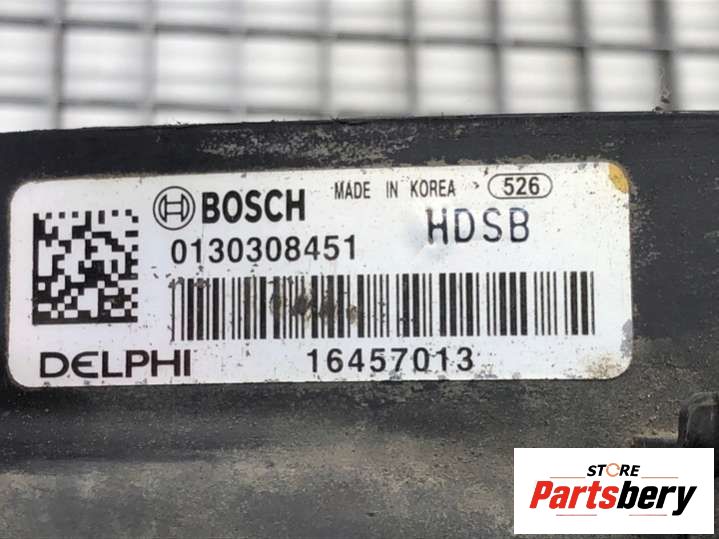 BOSCH MADE IN KOREA 526
0130308451 HDSB
DELPHI 16457013
STORE
Partsbery